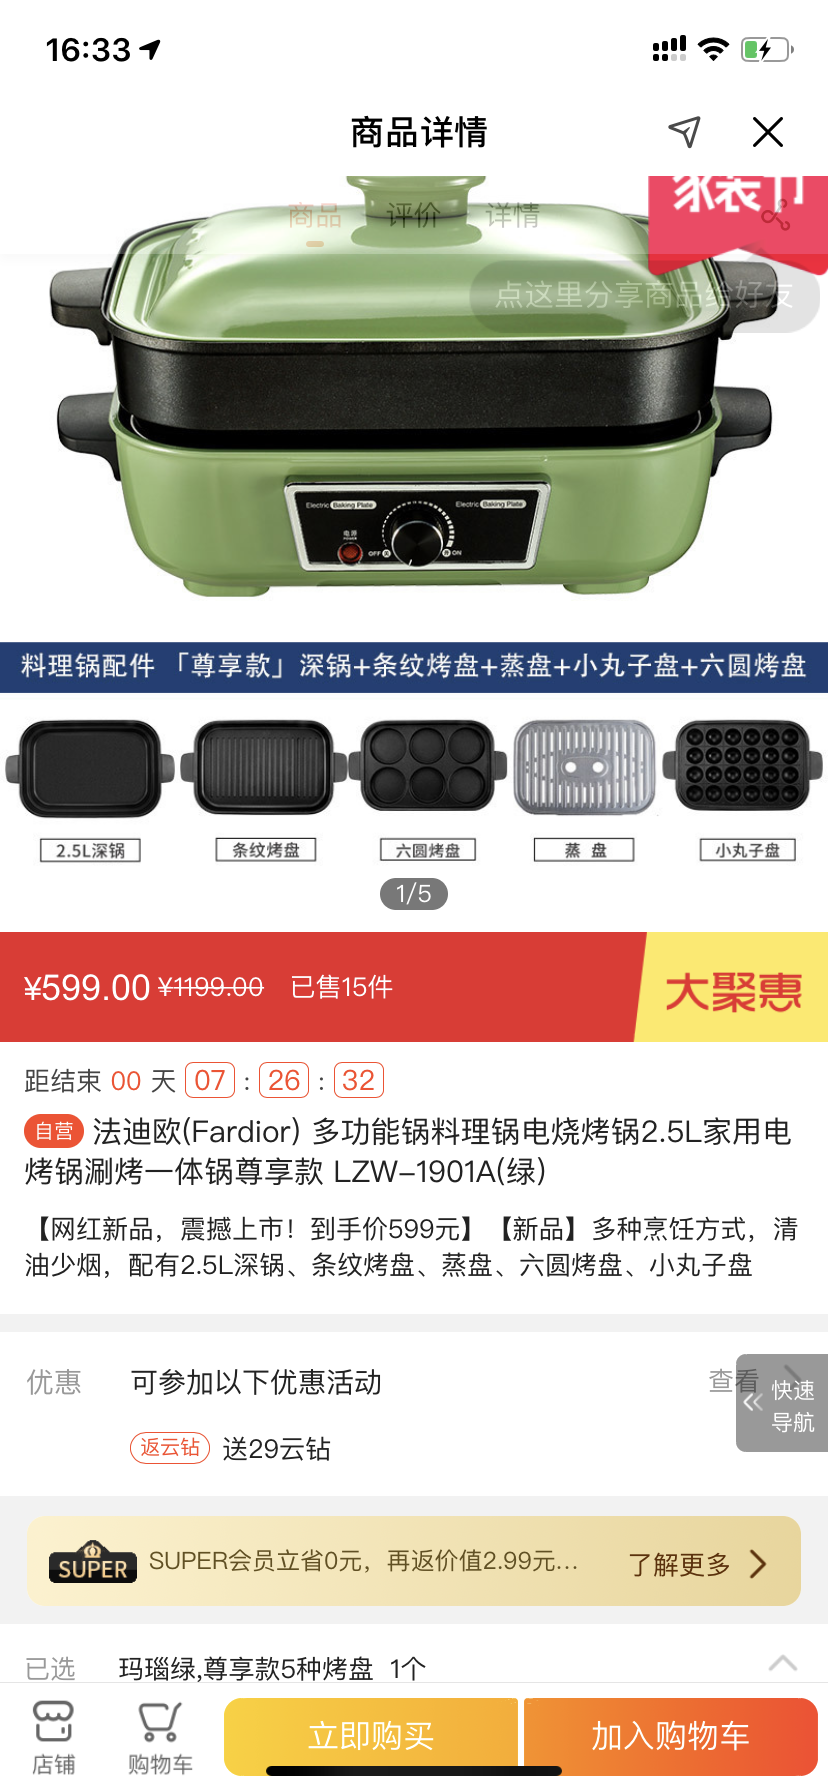 16:33
商品详情
家装节
商品 评价 详情
点这里分享商品给好友
Electric Baking Plate
Electric Baking Plate
电源
POWER
OFF 关 开 ON
料理锅配件 「尊享款」深锅+条纹烤盘+蒸盘+小丸子盘+六圆烤盘
2.5L深锅 条纹烤盘 六圆烤盘 蒸 盘 小丸子盘
1/5
¥599.00 ¥1199.00 已售15件 大聚惠
距结束 00 天 07 : 26 : 32
自营 法迪欧(Fardior) 多功能锅料理锅电烧烤锅2.5L家用电
烤锅涮烤一体锅尊享款 LZW-1901A(绿)
【网红新品，震撼上市！到手价599元】【新品】多种烹饪方式，清
油少烟，配有2.5L深锅、条纹烤盘、蒸盘、六圆烤盘、小丸子盘
优惠 可参加以下优惠活动 查看
快速
导航
返云钻 送29云钻
SUPER SUPER会员立省0元，再返价值2.99元... 了解更多
已选 玛瑙绿,尊享款5种烤盘 1个
店铺 购物车 立即购买 加入购物车